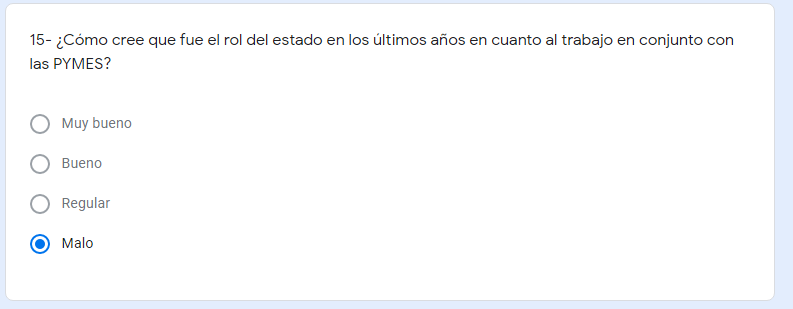 15- ¿Cómo cree que fue el rol del estado en los últimos años en cuanto al trabajo en conjunto con
las PYMES?
Muy bueno
Bueno
Regular
Malo